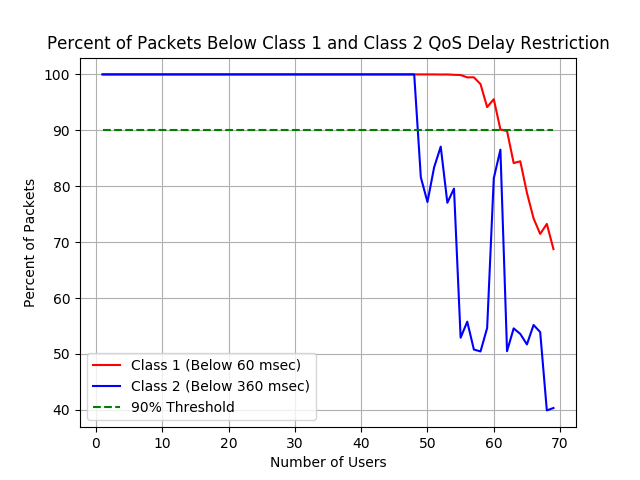 Percent of Packets Below Class 1 and Class 2 QoS Delay Restriction
Percent of Packets
100
90
80
70
60
50
40
Class 1 (Below 60 msec)
Class 2 (Below 360 msec)
90% Threshold
0 10 20 30 40 50 60 70
Number of Users